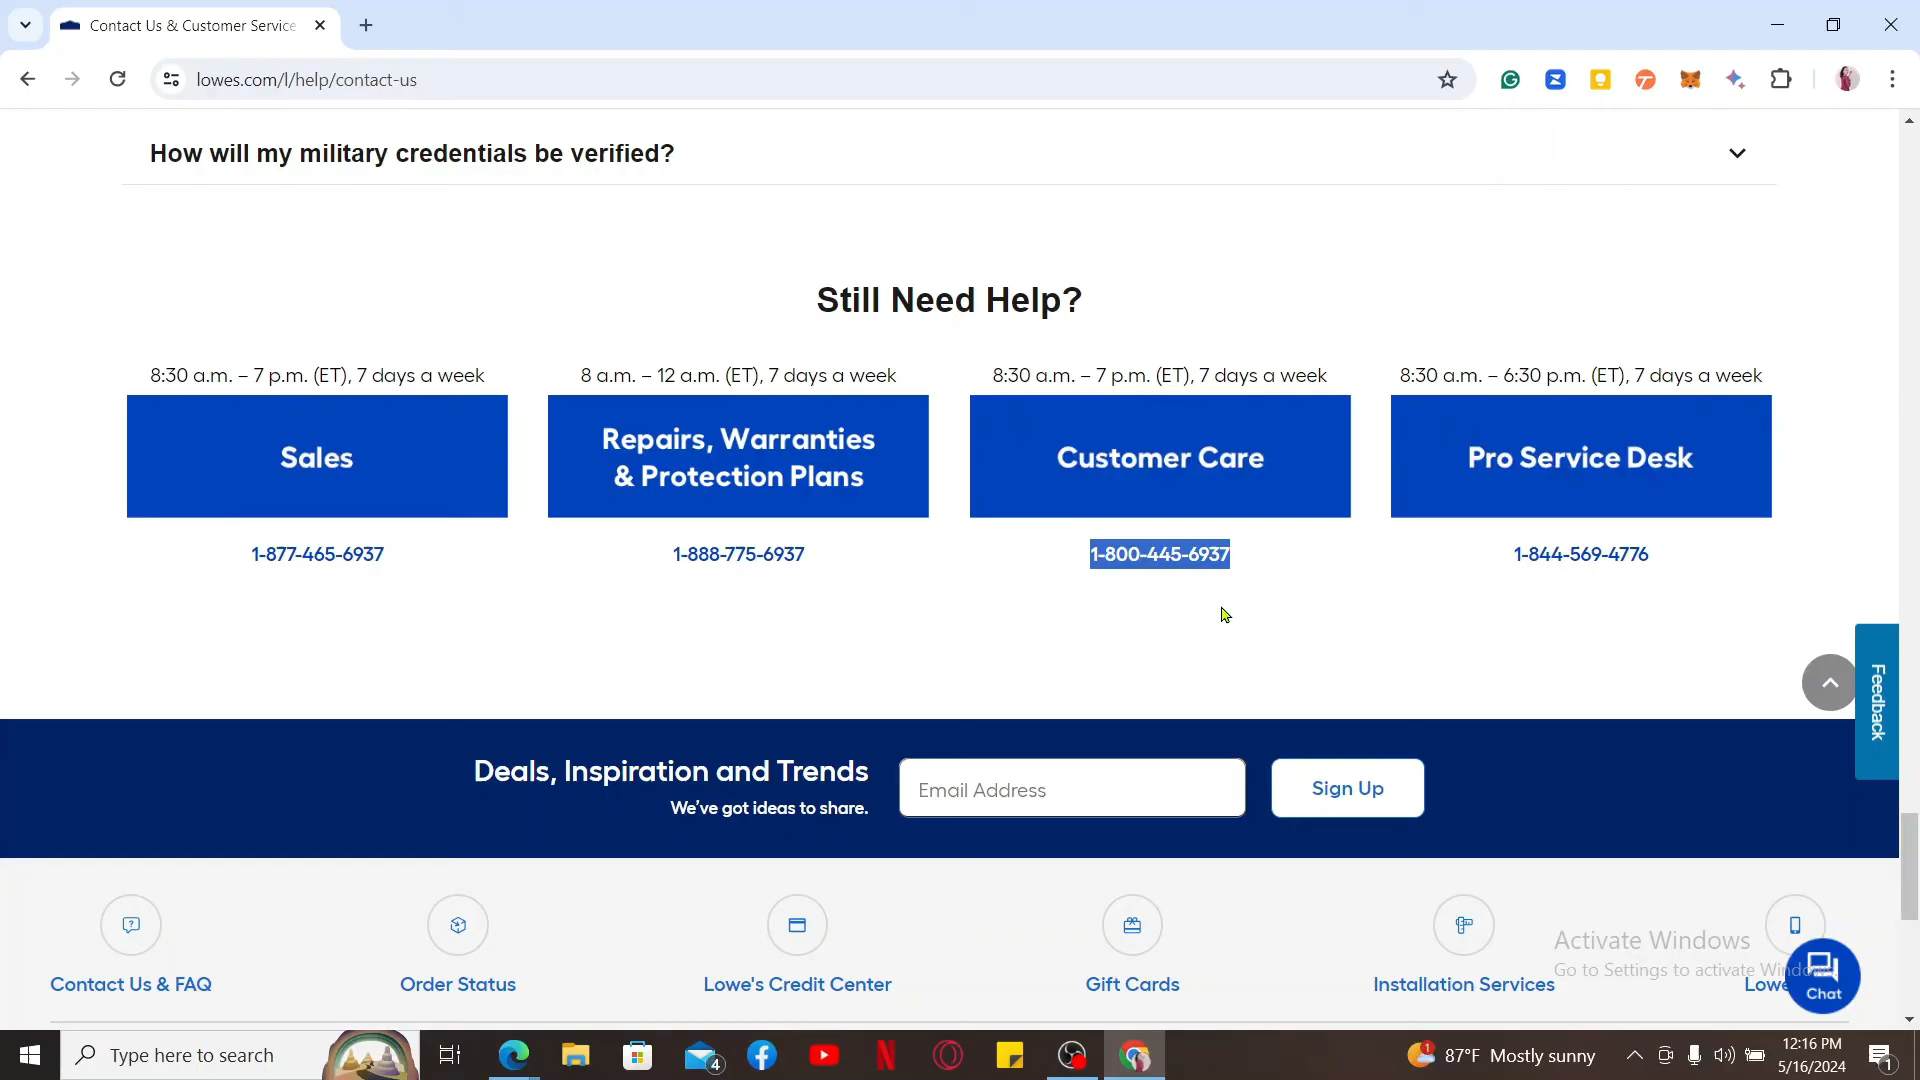 Contact Us & Customer Service
lowes.com/l/help/contact-us
How will my military credentials be verified?
Still Need Help?
8:30 a.m. – 7 p.m. (ET), 7 days a week
Sales
1-877-465-6937
8 a.m. – 12 a.m. (ET), 7 days a week
Repairs, Warranties
& Protection Plans
1-888-775-6937
8:30 a.m. – 7 p.m. (ET), 7 days a week
Customer Care
1-800-445-6937
8:30 a.m. – 6:30 p.m. (ET), 7 days a week
Pro Service Desk
1-844-569-4776
Feedback
Deals, Inspiration and Trends
We've got ideas to share.
Email Address
Sign Up
Contact Us & FAQ
Order Status
Lowe's Credit Center
Gift Cards
Installation Services
Lowe
Chat
Activate Windows
Go to Settings to activate Windows.
Type here to search
4
1
87°F Mostly sunny
12:16 PM
5/16/2024
1